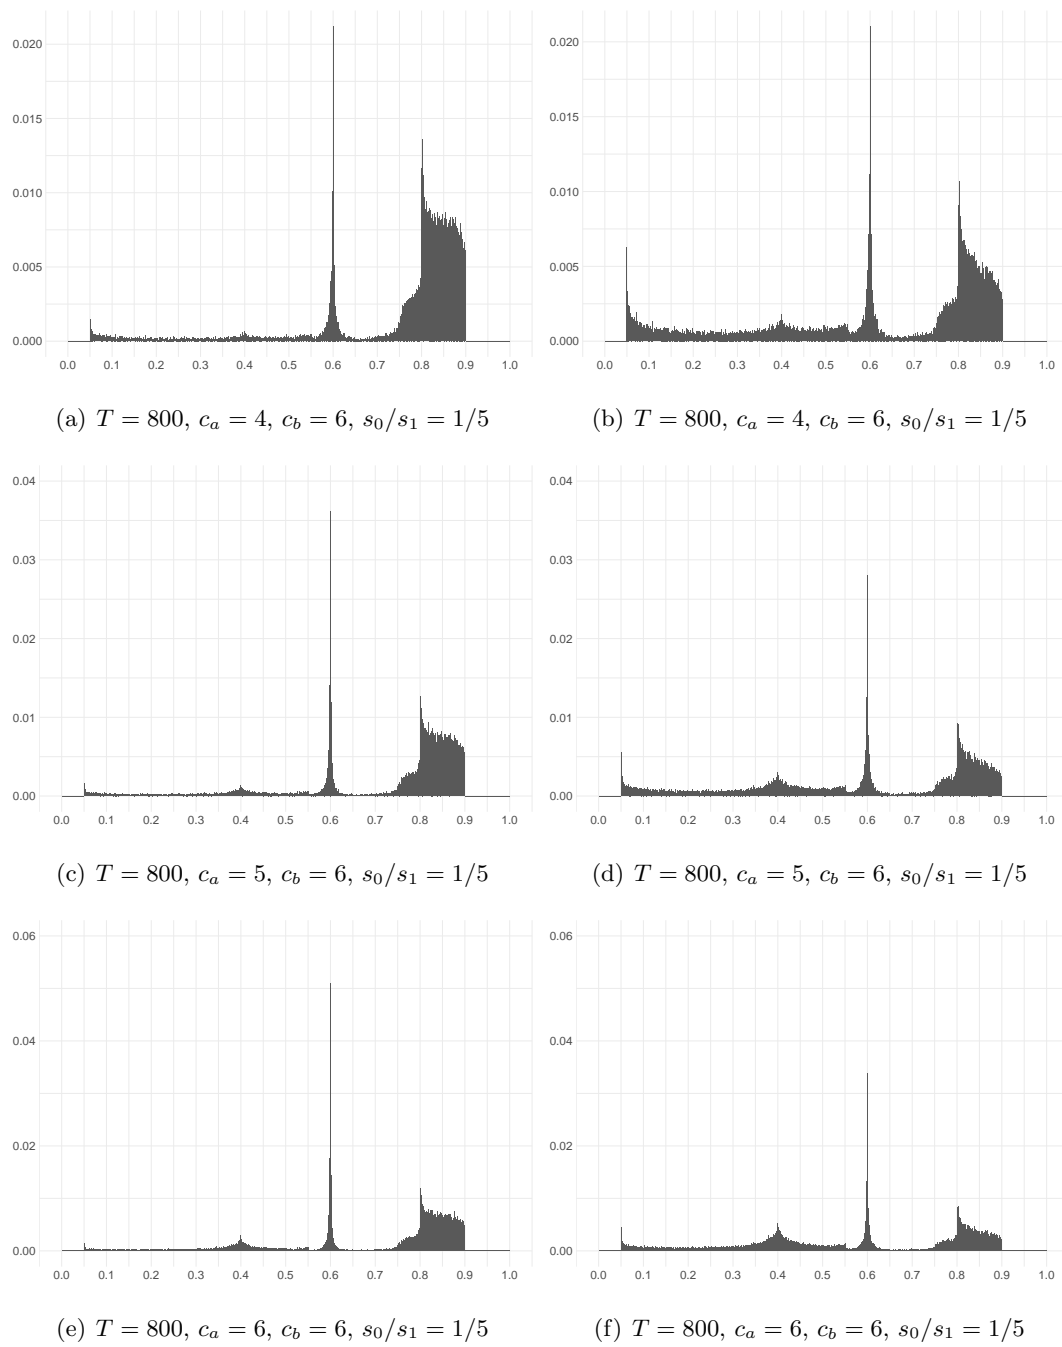 0.020
0.015
0.010
0.005
0.000
0.0 0.1 0.2 0.3 0.4 0.5 0.6 0.7 0.8 0.9 1.0
(a) T = 800, c_a = 4, c_b = 6, s_0/s_1 = 1/5
0.020
0.015
0.010
0.005
0.000
0.0 0.1 0.2 0.3 0.4 0.5 0.6 0.7 0.8 0.9 1.0
(b) T = 800, c_a = 4, c_b = 6, s_0/s_1 = 1/5
0.04
0.03
0.02
0.01
0.00
0.0 0.1 0.2 0.3 0.4 0.5 0.6 0.7 0.8 0.9 1.0
(c) T = 800, c_a = 5, c_b = 6, s_0/s_1 = 1/5
0.04
0.03
0.02
0.01
0.00
0.0 0.1 0.2 0.3 0.4 0.5 0.6 0.7 0.8 0.9 1.0
(d) T = 800, c_a = 5, c_b = 6, s_0/s_1 = 1/5
0.06
0.04
0.02
0.00
0.0 0.1 0.2 0.3 0.4 0.5 0.6 0.7 0.8 0.9 1.0
(e) T = 800, c_a = 6, c_b = 6, s_0/s_1 = 1/5
0.06
0.04
0.02
0.00
0.0 0.1 0.2 0.3 0.4 0.5 0.6 0.7 0.8 0.9 1.0
(f) T = 800, c_a = 6, c_b = 6, s_0/s_1 = 1/5